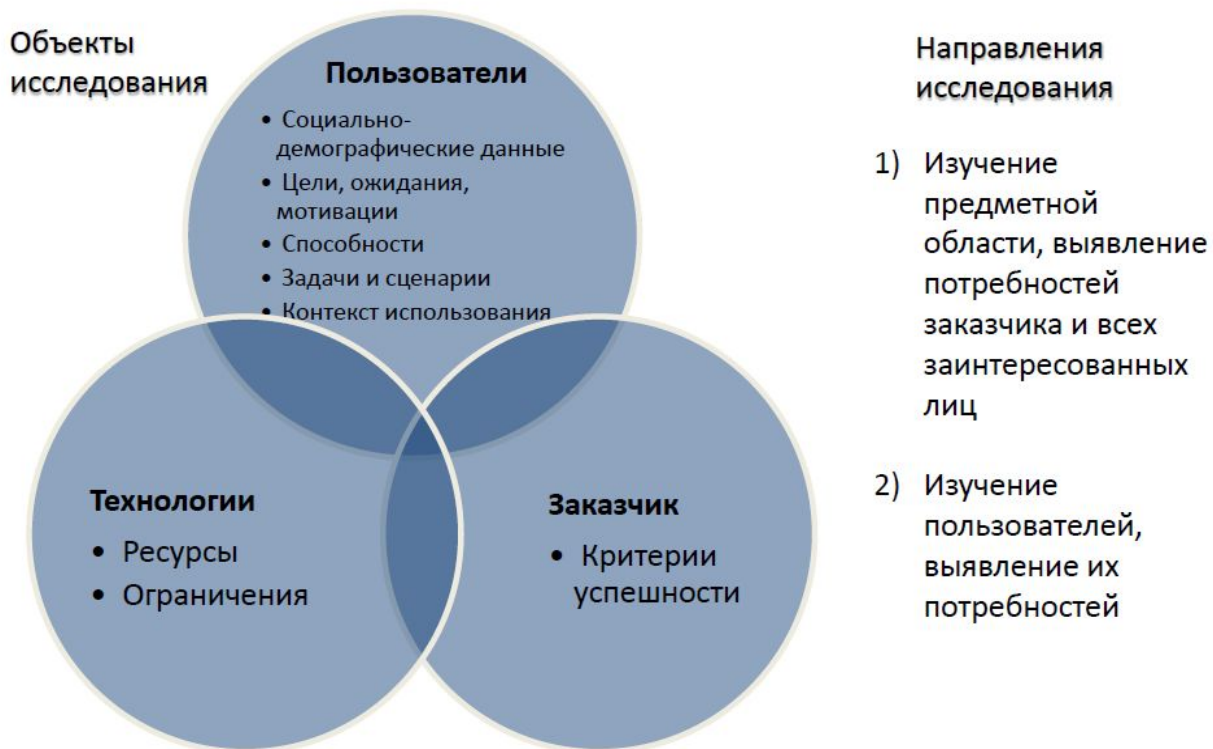 Объекты
исследования
Пользователи
• Социально-
демографические данные
• Цели, ожидания,
мотивации
• Способности
• Задачи и сценарии
• Контекст использования
Технологии
• Ресурсы
• Ограничения
Заказчик
• Критерии
успешности
Направления
исследования
1) Изучение
предметной
области, выявление
потребностей
заказчика и всех
заинтересованных
лиц
2) Изучение
пользователей,
выявление их
потребностей